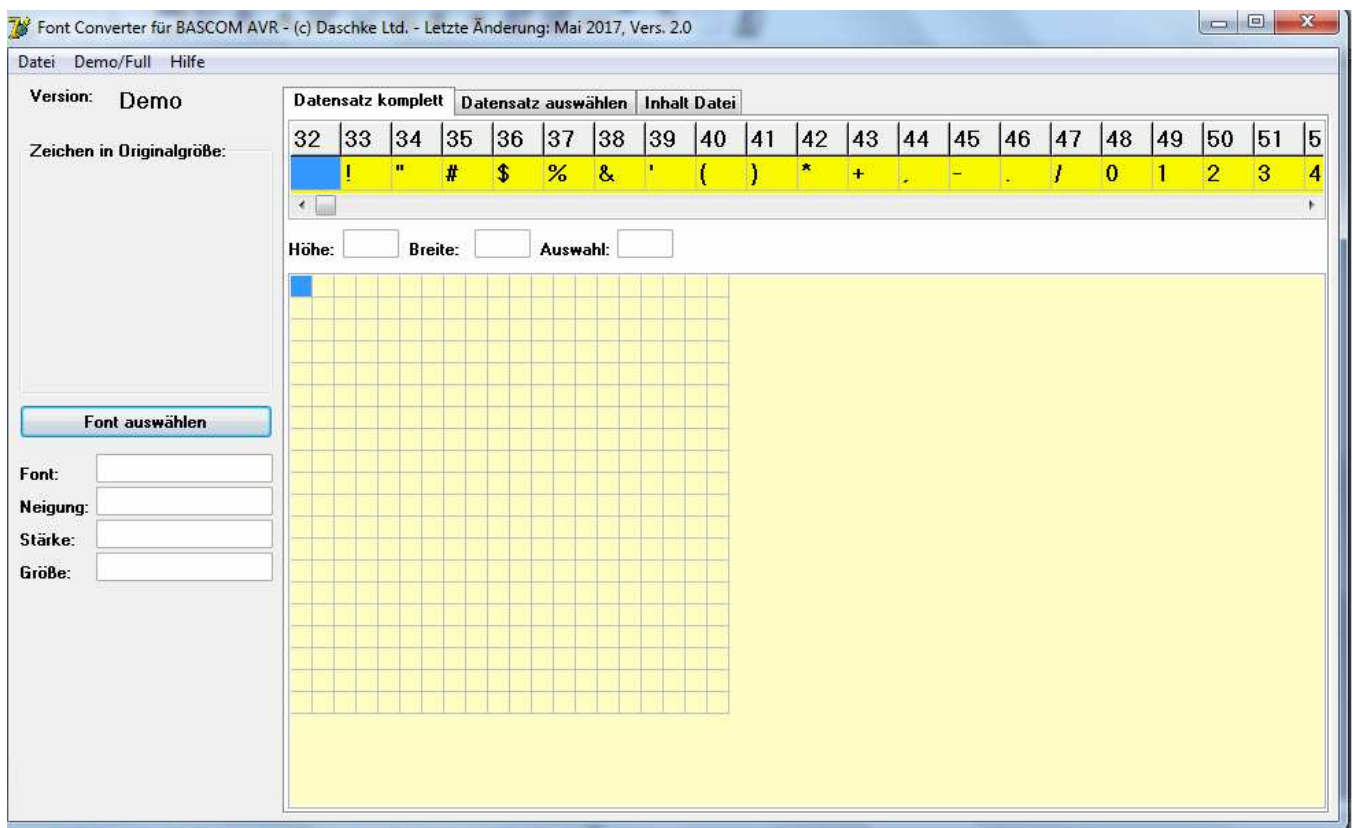 Font Converter für BASCOM AVR - (c) Daschke Ltd. - Letzte Änderung: Mai 2017, Vers. 2.0
Datei Demo/Full Hilfe
Version: Demo
Zeichen in Originalgröße:
Font auswählen
Font:
Neigung:
Stärke:
Größe:
Datensatz komplett Datensatz auswählen Inhalt Datei
32 33 34 35 36 37 38 39 40 41 42 43 44 45 46 47 48 49 50 51 5
! " # $ % & ' ( ) * + , - . / 0 1 2 3 4
Höhe: Breite: Auswahl: